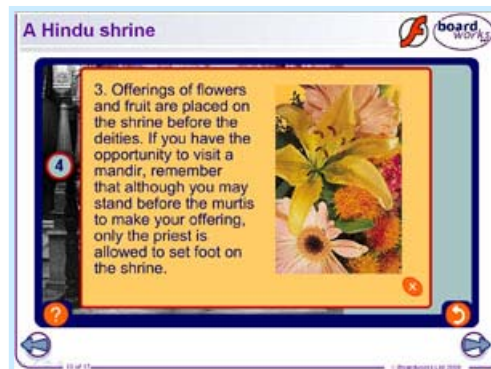 A Hindu shrine
board
works
3. Offerings of flowers
and fruit are placed on
the shrine before the
deities. If you have the
opportunity to visit a
mandir, remember
that although you may
stand before the murtis
to make your offering,
only the priest is
allowed to set foot on
the shrine.
4
?